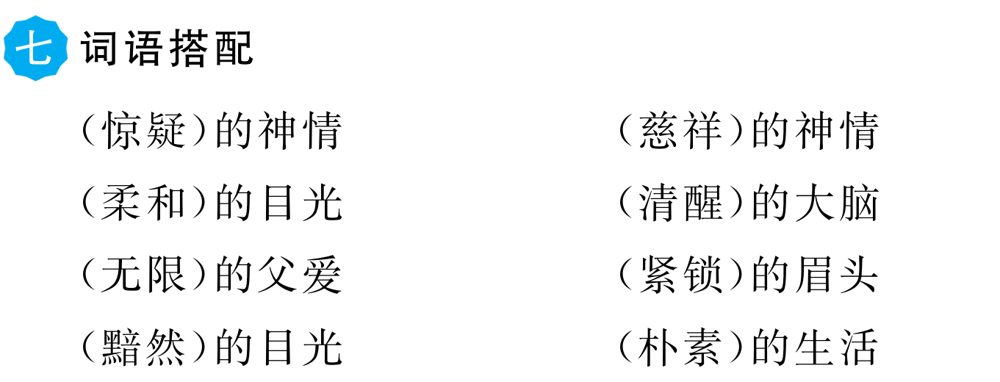 七 词语搭配
（惊疑）的神情 （慈祥）的神情
（柔和）的目光 （清醒）的大脑
（无限）的父爱 （紧锁）的眉头
（黯然）的目光 （朴素）的生活